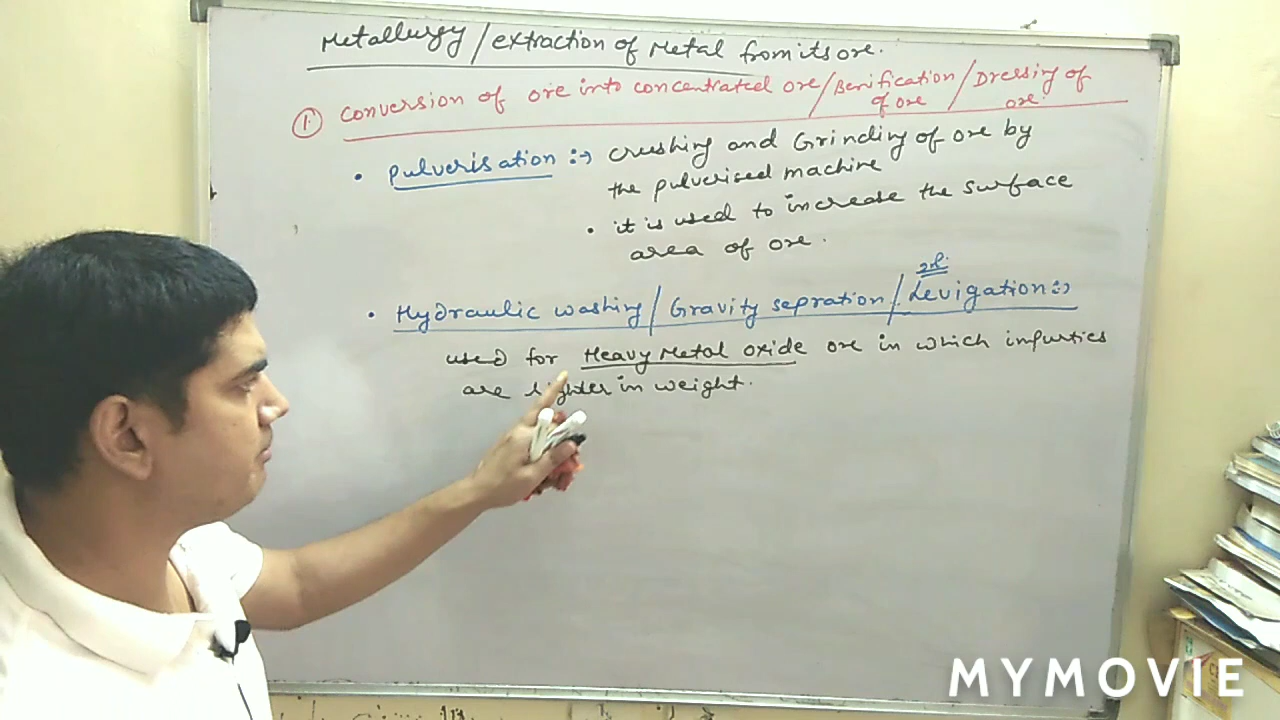 Metallurgy/extraction of Metal from its ore.
① Conversion of ore into concentrated ore/Benification of ore/Dressing of ore.
• Pulverisation :→ Crushing and Grinding of ore by
the pulverised machine
• it is used to increase the surface
area of ore.
• Hydraulic washing/Gravity sepration/Levigation:→
used for Heavy Metal oxide ore in which impurties
are lighter in weight.
MYMOVIE